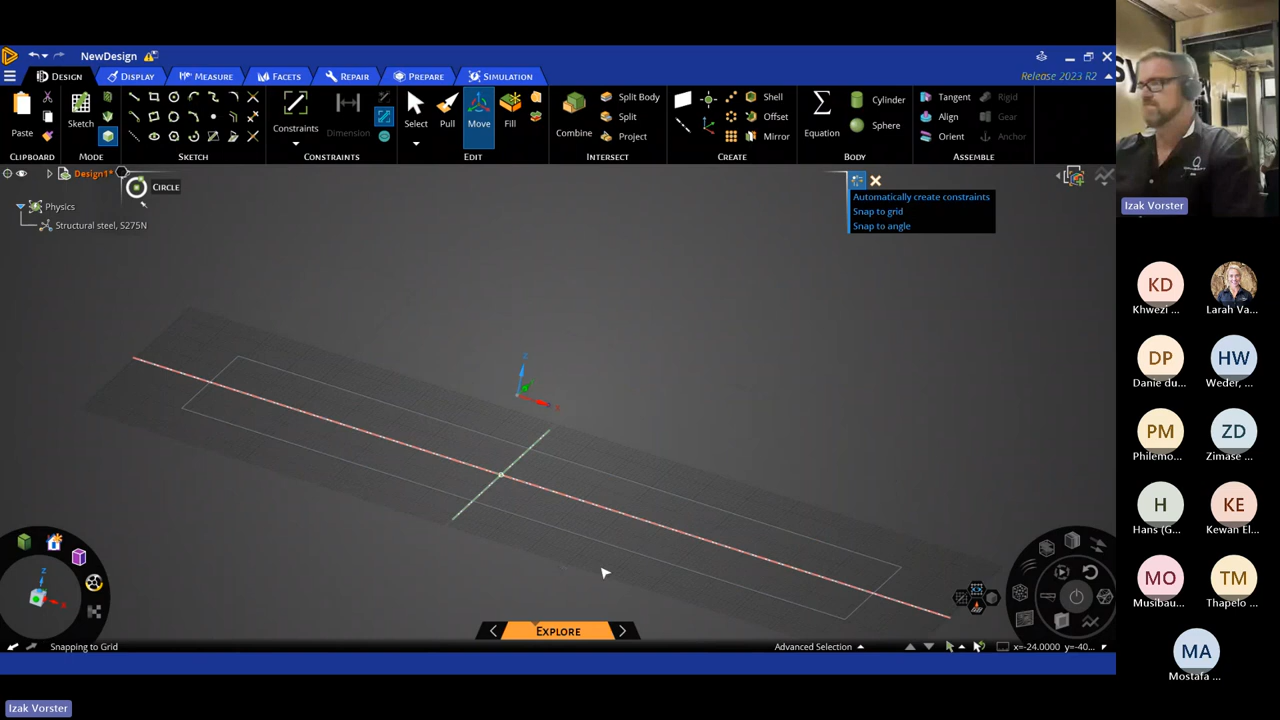 NewDesign
DESIGN
DISPLAY
MEASURE
FACETS
REPAIR
PREPARE
SIMULATION
Release 2023 R2
Paste
Sketch
Constraints
Dimension
Select
Pull
Move
Fill
Combine
Split Body
Split
Project
Shell
Offset
Mirror
Equation
Cylinder
Sphere
Tangent
Align
Orient
Rigid
Gear
Anchor
CLIPBOARD
MODE
SKETCH
CONSTRAINTS
EDIT
INTERSECT
CREATE
BODY
ASSEMBLE
Design1*
CIRCLE
Physics
Structural steel, S275N
Automatically create constraints
Snap to grid
Snap to angle
Z
X
Z
X
EXPLORE
Snapping to Grid
Advanced Selection
x=-24.0000 y=-40...
Izak Vorster
Izak Vorster
KD
Khwezi ...
Larah Va...
DP
Danie du...
HW
Weder, ...
PM
Philemo...
ZD
Zimase ...
H
Hans (G...
KE
Kewan El...
MO
Musibau...
TM
Thapelo ...
MA
Mostafa ...